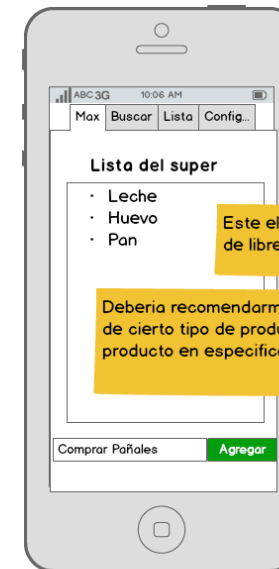 ABC 3G 10:06 AM
Max Buscar Lista Config...
Lista del super
· Leche
· Huevo
· Pan
Este el
de libre
Deberia recomendarm
de cierto tipo de produ
producto en especifico
Comprar Pañales Agregar